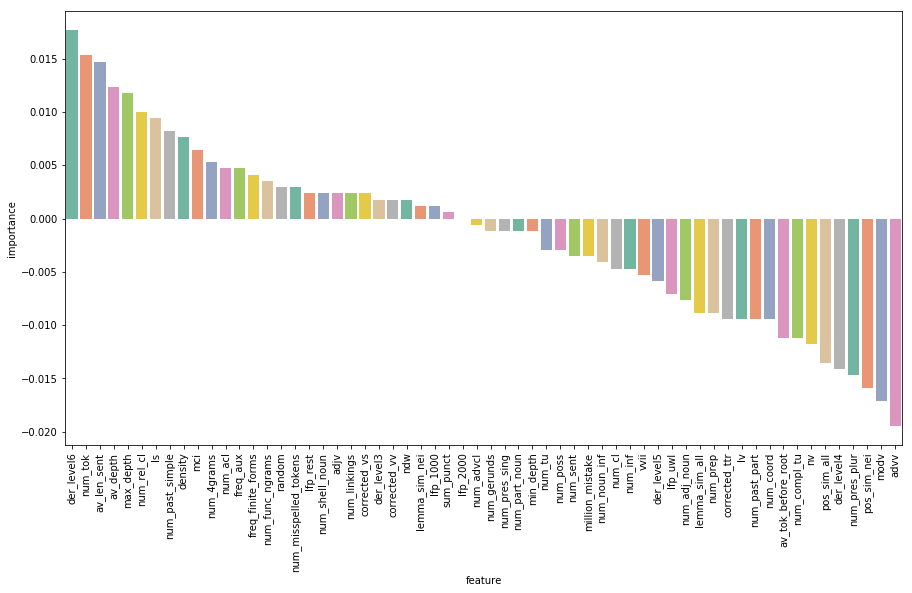 importance
0.015
0.010
0.005
0.000
−0.005
−0.010
−0.015
−0.020
der_level6
num_tok
av_len_sent
av_depth
max_depth
num_rel_cl
ls
num_past_simple
density
mci
num_4grams
num_acl
freq_aux
freq_finite_forms
num_func_ngrams
random
num_misspelled_tokens
lfp_rest
num_shell_noun
adjv
num_linkings
corrected_vs
der_level3
corrected_vv
ndw
lemma_sim_nei
lfp_1000
sum_punct
lfp_20000
num_advcl
num_gerunds
num_pres_sing
num_part_noun
min_depth
num_tu
num_poss
num_sent
million_mistake
num_noun_inf
num_cl
num_inf
vvii
der_level5
lfp_uwl
num_adj_noun
lemma_sim_all
num_prep
corrected_ttr
lv
num_past_part
num_coord
av_tok_before_root
num_compl_tu
nv
pos_sim_all
der_level4
num_pres_plur
pos_sim_nei
modv
advv
feature